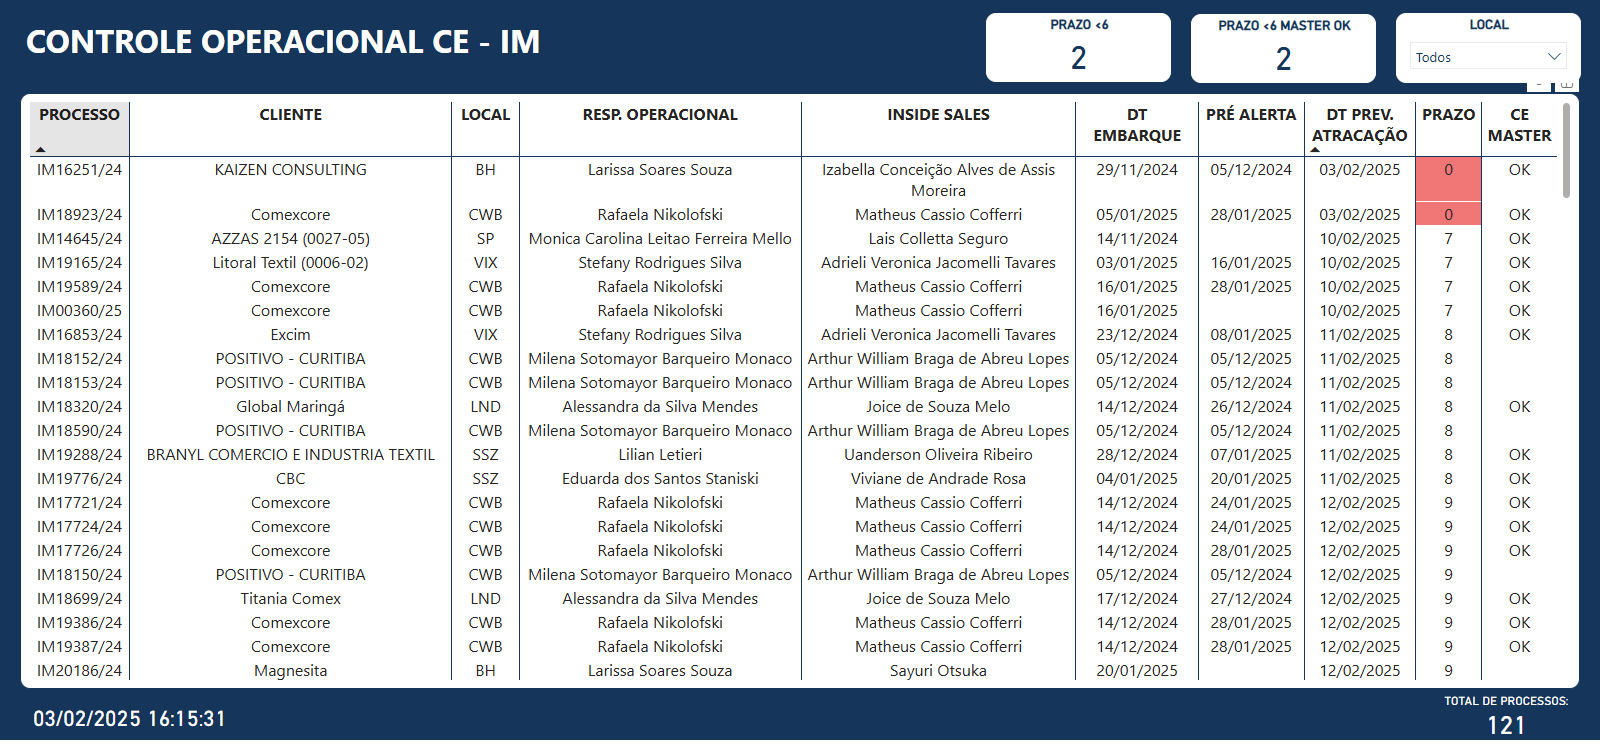 CONTROLE OPERACIONAL CE - IM
PRAZO <6
2
PRAZO <6 MASTER OK
2
LOCAL
Todos
PROCESSO CLIENTE LOCAL RESP. OPERACIONAL INSIDE SALES DT EMBARQUE PRÉ ALERTA DT PREV. ATRACAÇÃO PRAZO CE MASTER
IM16251/24 KAIZEN CONSULTING BH Larissa Soares Souza Izabella Conceição Alves de Assis Moreira 29/11/2024 05/12/2024 03/02/2025 0 OK
IM18923/24 Comexcore CWB Rafaela Nikolofski Matheus Cassio Cofferri 05/01/2025 28/01/2025 03/02/2025 0 OK
IM14645/24 AZZAS 2154 (0027-05) SP Monica Carolina Leitao Ferreira Mello Lais Colletta Seguro 14/11/2024 10/02/2025 7 OK
IM19165/24 Litoral Textil (0006-02) VIX Stefany Rodrigues Silva Adrieli Veronica Jacomelli Tavares 03/01/2025 16/01/2025 10/02/2025 7 OK
IM19589/24 Comexcore CWB Rafaela Nikolofski Matheus Cassio Cofferri 16/01/2025 28/01/2025 10/02/2025 7 OK
IM00360/25 Comexcore CWB Rafaela Nikolofski Matheus Cassio Cofferri 16/01/2025 10/02/2025 7 OK
IM16853/24 Excim VIX Stefany Rodrigues Silva Adrieli Veronica Jacomelli Tavares 23/12/2024 08/01/2025 11/02/2025 8 OK
IM18152/24 POSITIVO - CURITIBA CWB Milena Sotomayor Barqueiro Monaco Arthur William Braga de Abreu Lopes 05/12/2024 05/12/2024 11/02/2025 8
IM18153/24 POSITIVO - CURITIBA CWB Milena Sotomayor Barqueiro Monaco Arthur William Braga de Abreu Lopes 05/12/2024 05/12/2024 11/02/2025 8
IM18320/24 Global Maringá LND Alessandra da Silva Mendes Joice de Souza Melo 14/12/2024 26/12/2024 11/02/2025 8 OK
IM18590/24 POSITIVO - CURITIBA CWB Milena Sotomayor Barqueiro Monaco Arthur William Braga de Abreu Lopes 05/12/2024 05/12/2024 11/02/2025 8
IM19288/24 BRANYL COMERCIO E INDUSTRIA TEXTIL SSZ Lilian Letieri Uanderson Oliveira Ribeiro 28/12/2024 07/01/2025 11/02/2025 8 OK
IM19776/24 CBC SSZ Eduarda dos Santos Staniski Viviane de Andrade Rosa 04/01/2025 20/01/2025 11/02/2025 8 OK
IM17721/24 Comexcore CWB Rafaela Nikolofski Matheus Cassio Cofferri 14/12/2024 24/01/2025 12/02/2025 9 OK
IM17724/24 Comexcore CWB Rafaela Nikolofski Matheus Cassio Cofferri 14/12/2024 24/01/2025 12/02/2025 9 OK
IM17726/24 Comexcore CWB Rafaela Nikolofski Matheus Cassio Cofferri 14/12/2024 28/01/2025 12/02/2025 9 OK
IM18150/24 POSITIVO - CURITIBA CWB Milena Sotomayor Barqueiro Monaco Arthur William Braga de Abreu Lopes 05/12/2024 05/12/2024 12/02/2025 9
IM18699/24 Titania Comex LND Alessandra da Silva Mendes Joice de Souza Melo 17/12/2024 27/12/2024 12/02/2025 9 OK
IM19386/24 Comexcore CWB Rafaela Nikolofski Matheus Cassio Cofferri 14/12/2024 28/01/2025 12/02/2025 9 OK
IM19387/24 Comexcore CWB Rafaela Nikolofski Matheus Cassio Cofferri 14/12/2024 28/01/2025 12/02/2025 9 OK
IM20186/24 Magnesita BH Larissa Soares Souza Sayuri Otsuka 20/01/2025 12/02/2025 9
03/02/2025 16:15:31
TOTAL DE PROCESSOS:
121